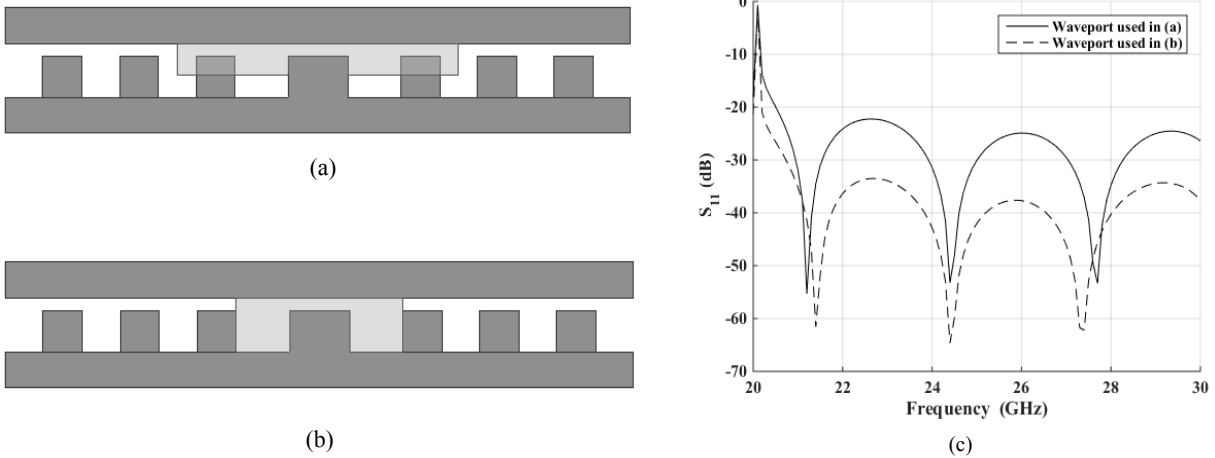 (a)
(b)
0
-10
-20
-30
-40
-50
-60
-70
S11 (dB)
Waveport used in (a)
Waveport used in (b)
20
22
24
26
28
30
Frequency (GHz)
(c)